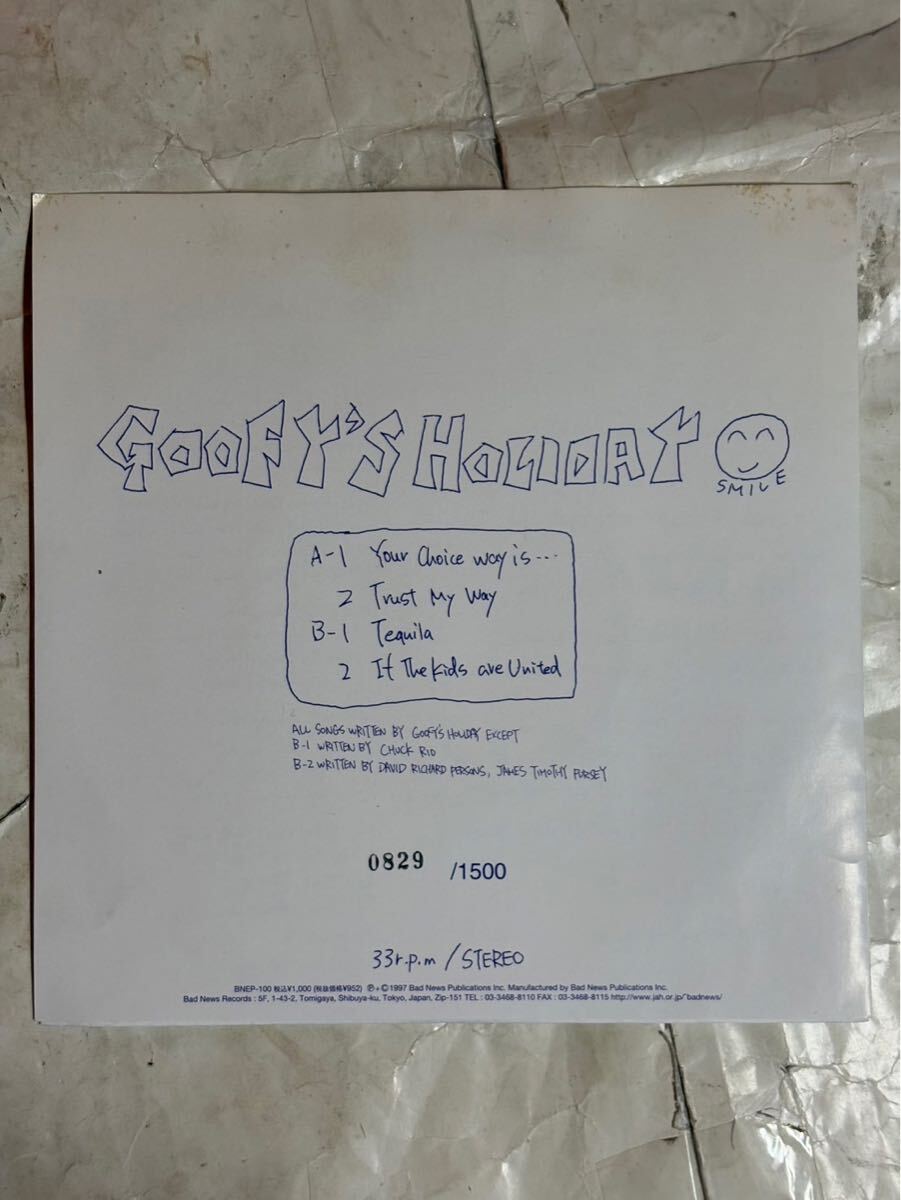 GOOFY'S HOLIDAY
SMILE
A-1 Your Choice way is...
2 Trust My Way
B-1 Tequila
2 If The Kids are United
ALL SONGS WRITTEN BY GOOFY'S HOLIDAY EXCEPT
B-1 WRITTEN BY CHUCK RIO
B-2 WRITTEN BY DAVID RICHARD PERSONS, JAMES TIMOTHY PURSEY
0829 /1500
33r.p.m / STEREO
BNEP-100 税込¥1,000 (税抜価格¥952) ℗+©1997 Bad News Publications Inc. Manufactured by Bad News Publications Inc.
Bad News Records : 5F, 1-43-2, Tomigaya, Shibuya-ku, Tokyo, Japan, Zip-151 TEL : 03-3468-8110 FAX : 03-3468-8115 http://www.jah.or.jp/~badnews/